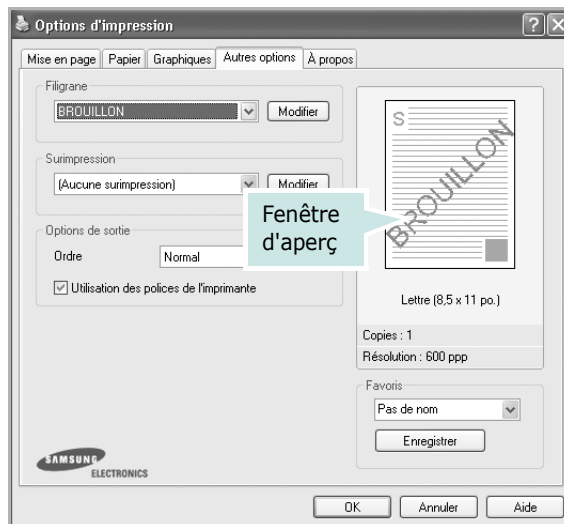 Options d'impression
Mise en page Papier Graphiques Autres options À propos
Filigrane
BROUILLON
Modifier
Surimpression
(Aucune surimpression)
Modifier
Options de sortie
Ordre
Normal
Utilisation des polices de l'imprimante
Fenêtre
d'aperç
S
BROUILLON
Lettre (8,5 x 11 po.)
Copies : 1
Résolution : 600 ppp
Favoris
Pas de nom
Enregistrer
SAMSUNG
ELECTRONICS
OK Annuler Aide